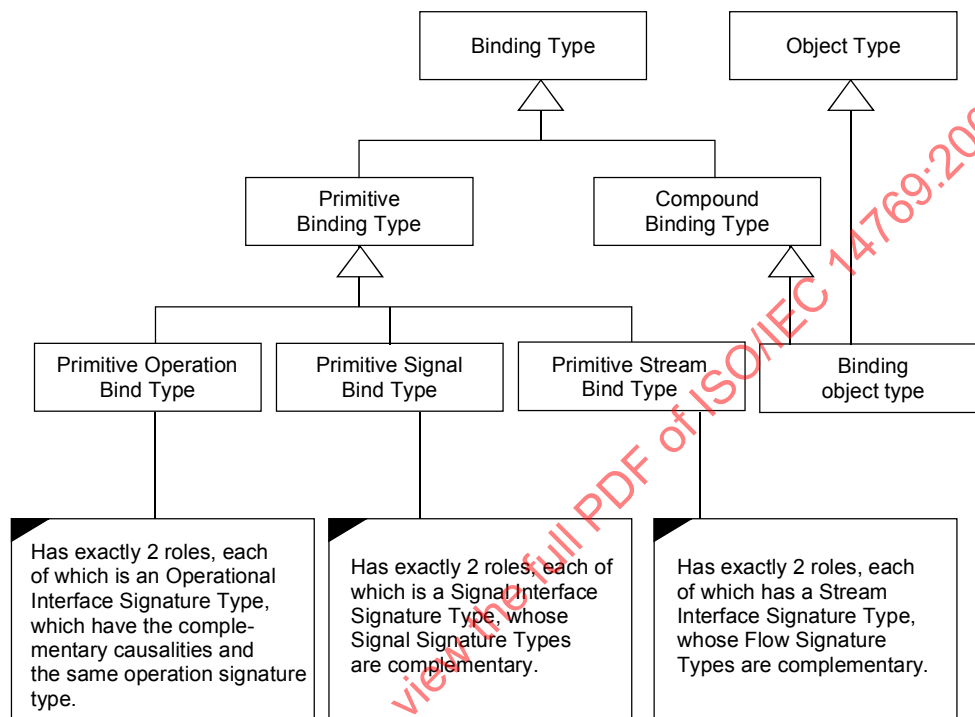 Binding Type
Object Type
Primitive
Binding Type
Compound
Binding Type
Primitive Operation
Bind Type
Primitive Signal
Bind Type
Primitive Stream
Bind Type
Binding
object type
Has exactly 2 roles, each
of which is an Operational
Interface Signature Type,
which have the comple-
mentary causalities and
the same operation signature
type.
Has exactly 2 roles, each of
which is a Signal Interface
Signature Type, whose
Signal Signature Types
are complementary.
Has exactly 2 roles, each
of which has a Stream
Interface Signature Type,
whose Flow Signature
Types are complementary.
view the full PDF of ISO/IEC 14769:200